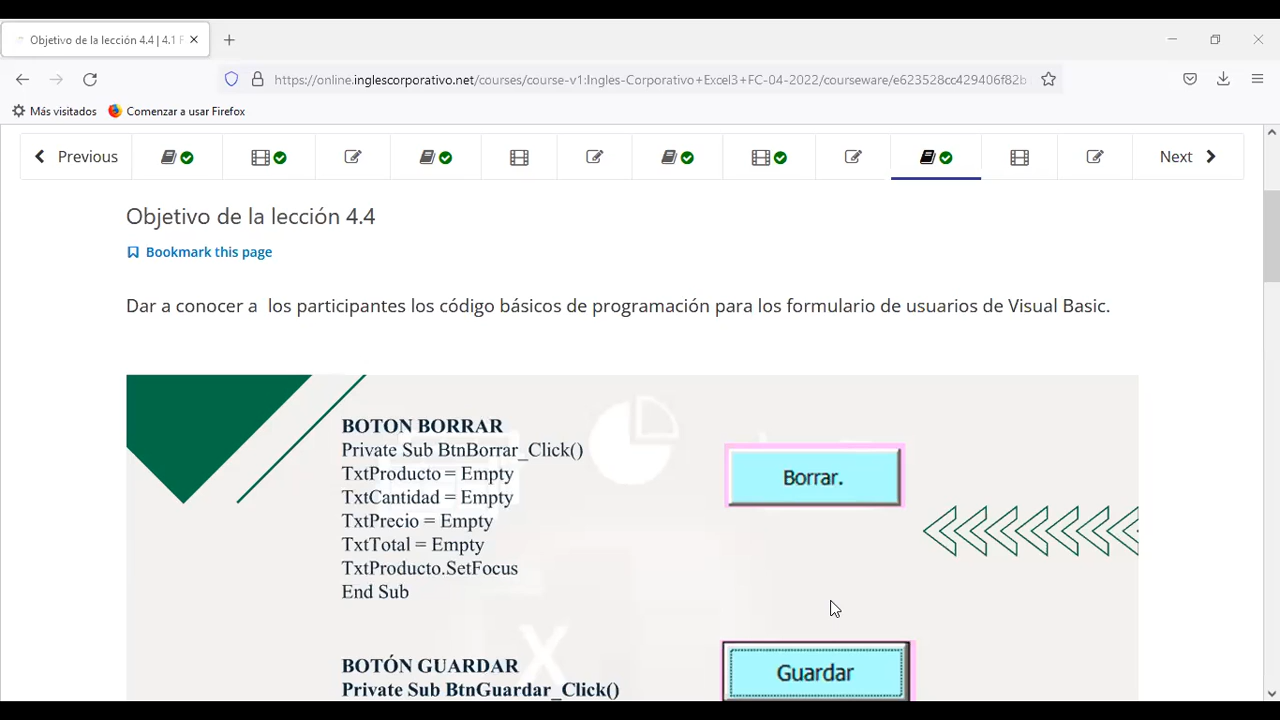 Objetivo de la lección 4.4 | 4.1 F
https://online.inglescorporativo.net/courses/course-v1:Ingles-Corporativo+Excel3+FC-04-2022/courseware/e623528cc429406f82b
Más visitados
Comenzar a usar Firefox
Previous
Next
Objetivo de la lección 4.4
Bookmark this page
Dar a conocer a los participantes los código básicos de programación para los formulario de usuarios de Visual Basic.
BOTON BORRAR
Private Sub BtnBorrar_Click()
TxtProducto = Empty
TxtCantidad = Empty
TxtPrecio = Empty
TxtTotal = Empty
TxtProducto.SetFocus
End Sub
Borrar.
BOTÓN GUARDAR
Private Sub BtnGuardar_Click()
Guardar